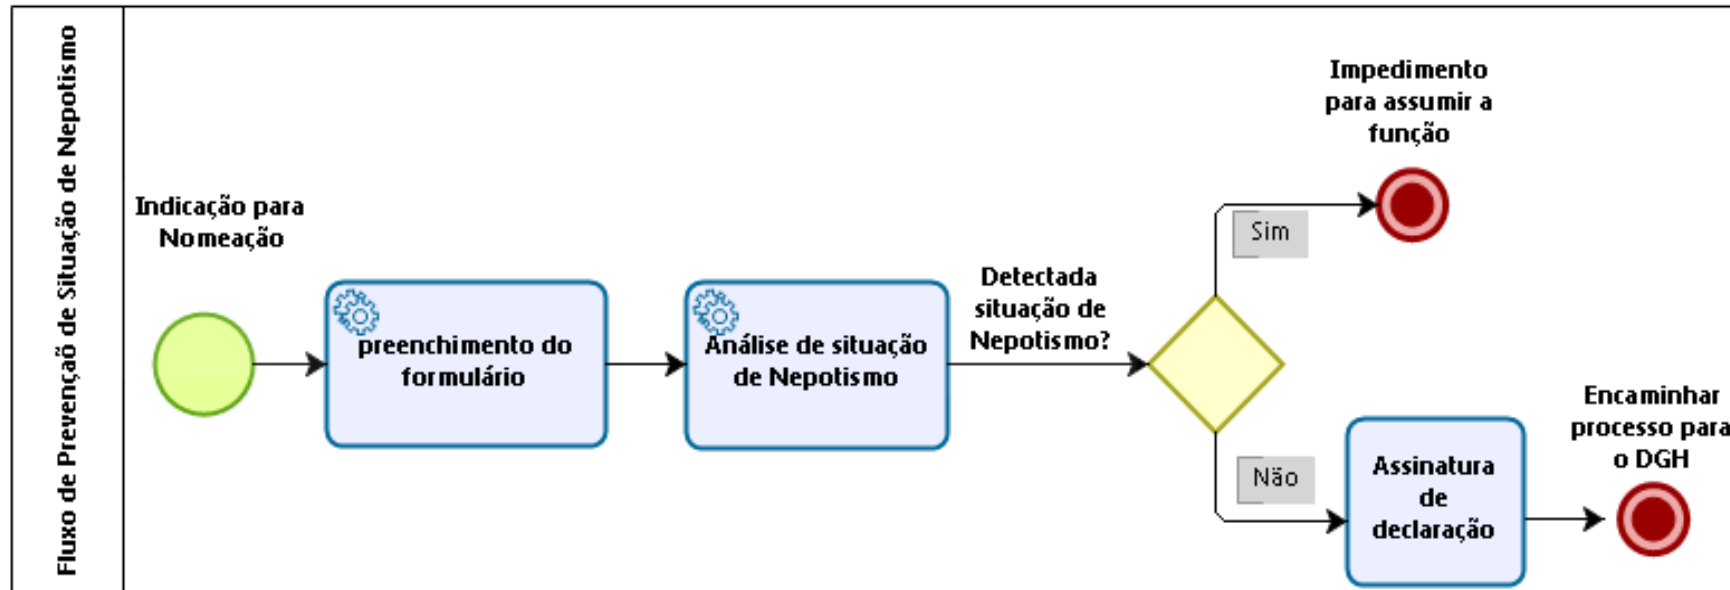 Fluxo de Prevençaõ de Situação de Nepotismo
Indicação para
Nomeação
preenchimento do
formulário
Análise de situação
de Nepotismo
Detectada
situação de
Nepotismo?
Sim
Impedimento
para assumir a
função
Não
Assinatura
de
declaração
Encaminhar
processo para
o DGH